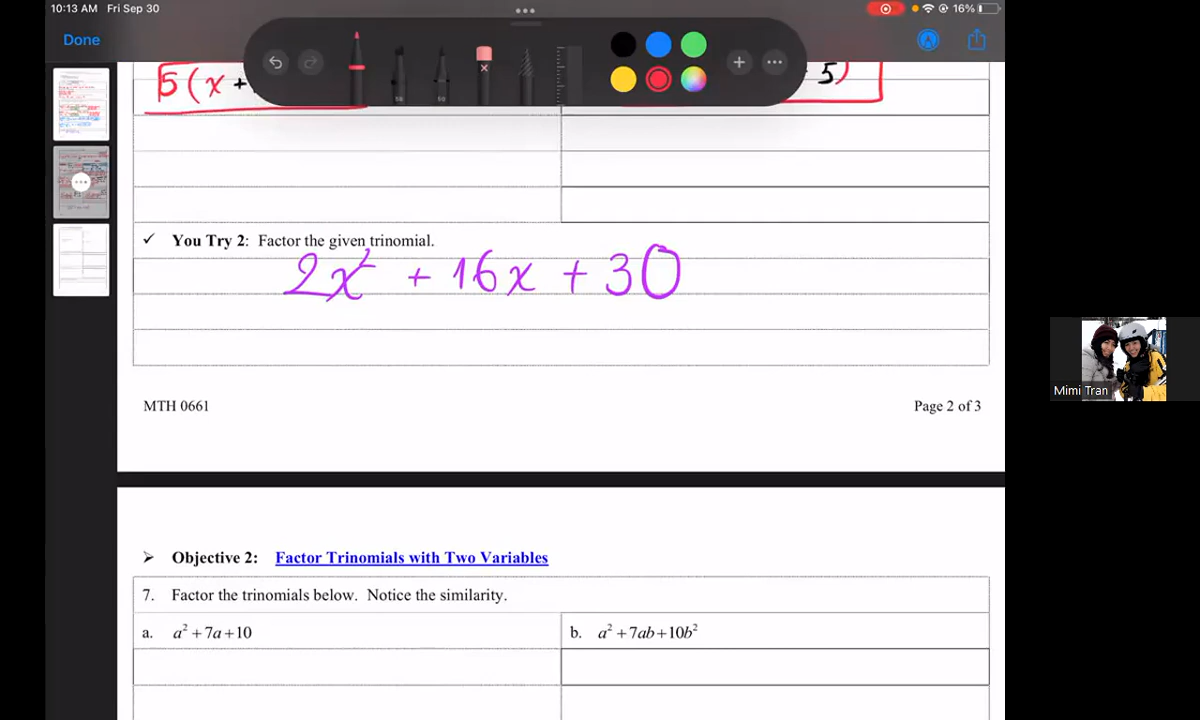 10:13 AM Fri Sep 30
16%
Done
5(x +
5)
✓ You Try 2: Factor the given trinomial.
2x² + 16x + 30
MTH 0661
Page 2 of 3
Mimi Tran
➢ Objective 2: Factor Trinomials with Two Variables
7. Factor the trinomials below. Notice the similarity.
a. a² + 7a + 10
b. a² + 7ab + 10b²